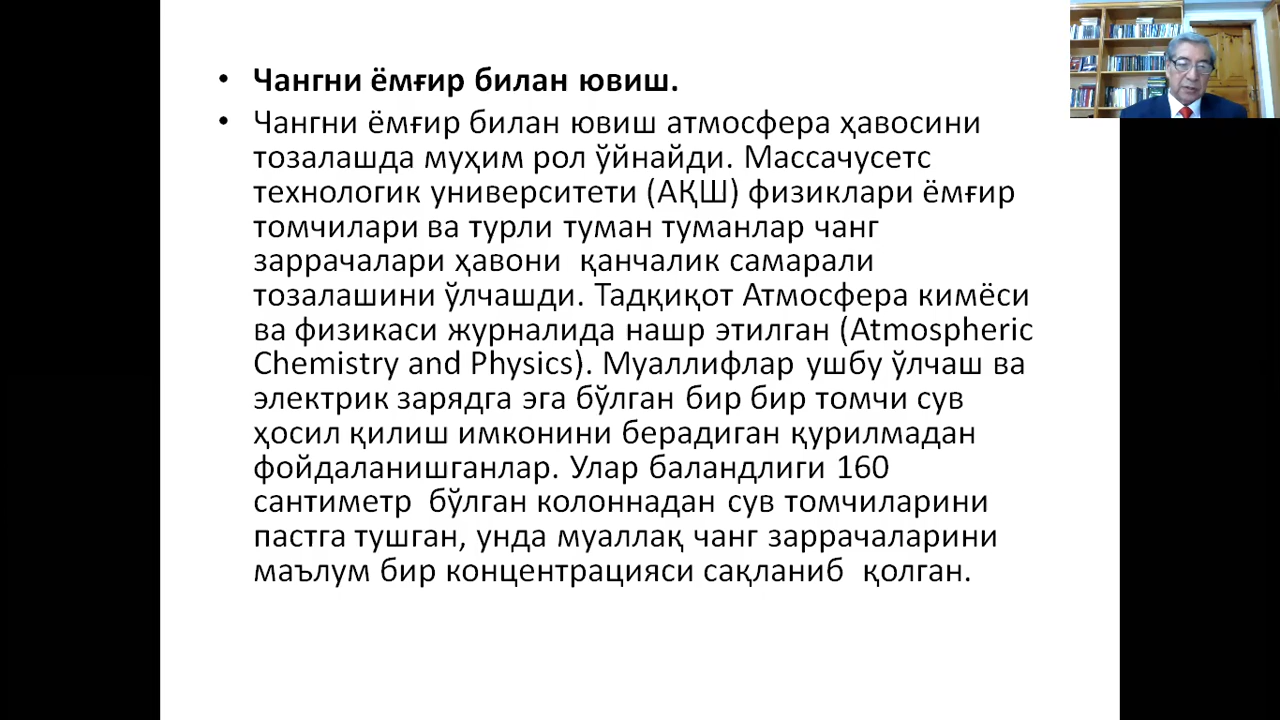 • Чангни ёмғир билан ювиш.
• Чангни ёмғир билан ювиш атмосфера ҳавосини
тозалашда муҳим рол ўйнайди. Массачусетс
технологик университети (АҚШ) физиклари ёмғир
томчилари ва турли туман туманлар чанг
заррачалари ҳавони қанчалик самарали
тозалашини ўлчашди. Тадқиқот Атмосфера кимёси
ва физикаси журналида нашр этилган (Atmospheric
Chemistry and Physics). Муаллифлар ушбу ўлчаш ва
электрик зарядга эга бўлган бир бир томчи сув
ҳосил қилиш имконини берадиган қурилмадан
фойдаланишганлар. Улар баландлиги 160
сантиметр бўлган колоннадан сув томчиларини
пастга тушган, унда муаллақ чанг заррачаларини
маълум бир концентрацияси сақланиб қолган.